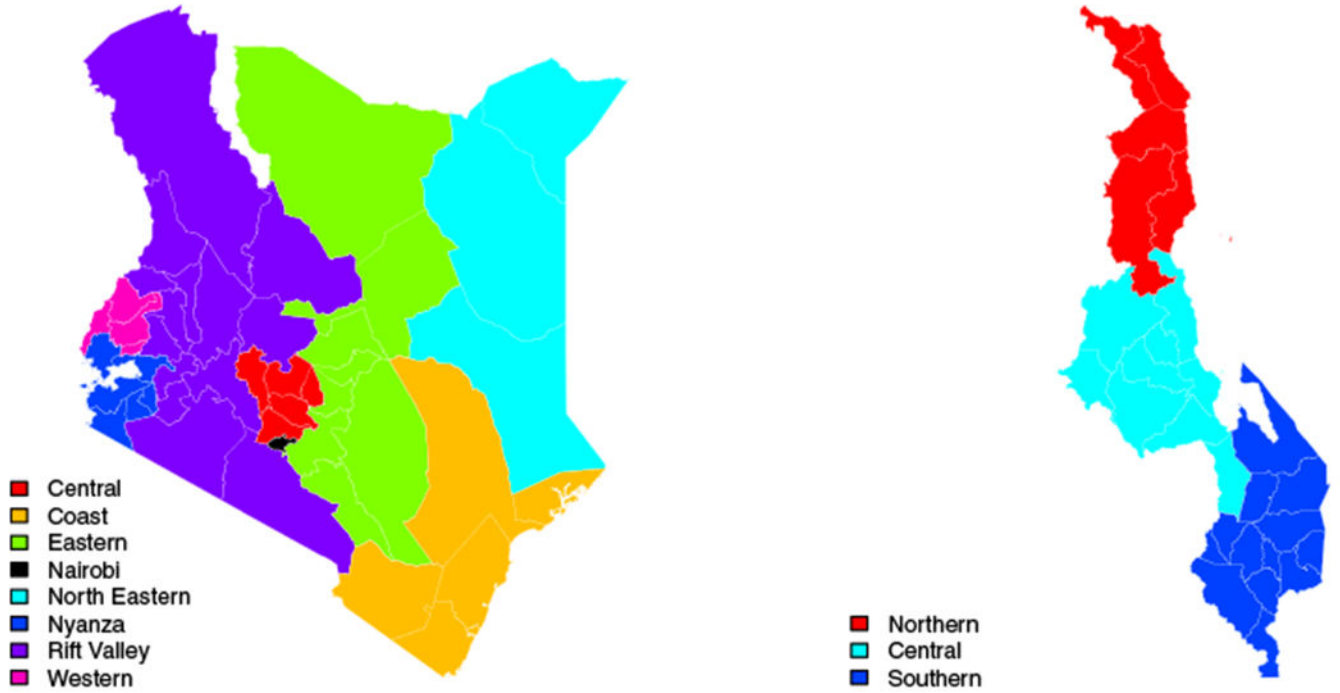 Central
Coast
Eastern
Nairobi
North Eastern
Nyanza
Rift Valley
Western
Northern
Central
Southern